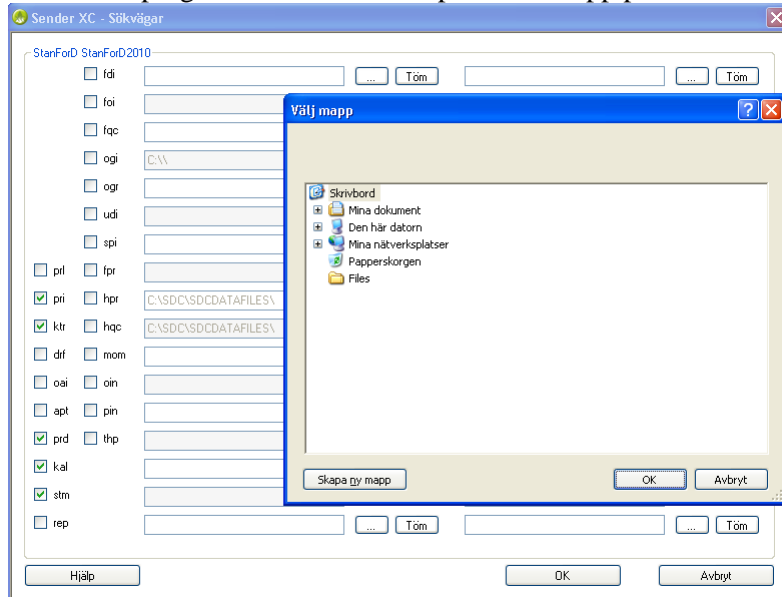 Sender XC - Sökvägar
StanForD StanForD2010
fdi ... Töm ... Töm
foi
fqc
ogi C:\\
ogr
udi
spi
prl fpr
pri hpr C:\SDC\SDCDATAFILES\
ktr hqc C:\SDC\SDCDATAFILES\
drf mom
oai oin
apt pin
prd thp
kal
stm
rep ... Töm ... Töm
Hjälp OK Avbryt
Välj mapp
Skrivbord
Mina dokument
Den här datorn
Mina nätverksplatser
Papperskorgen
Files
Skapa ny mapp OK Avbryt